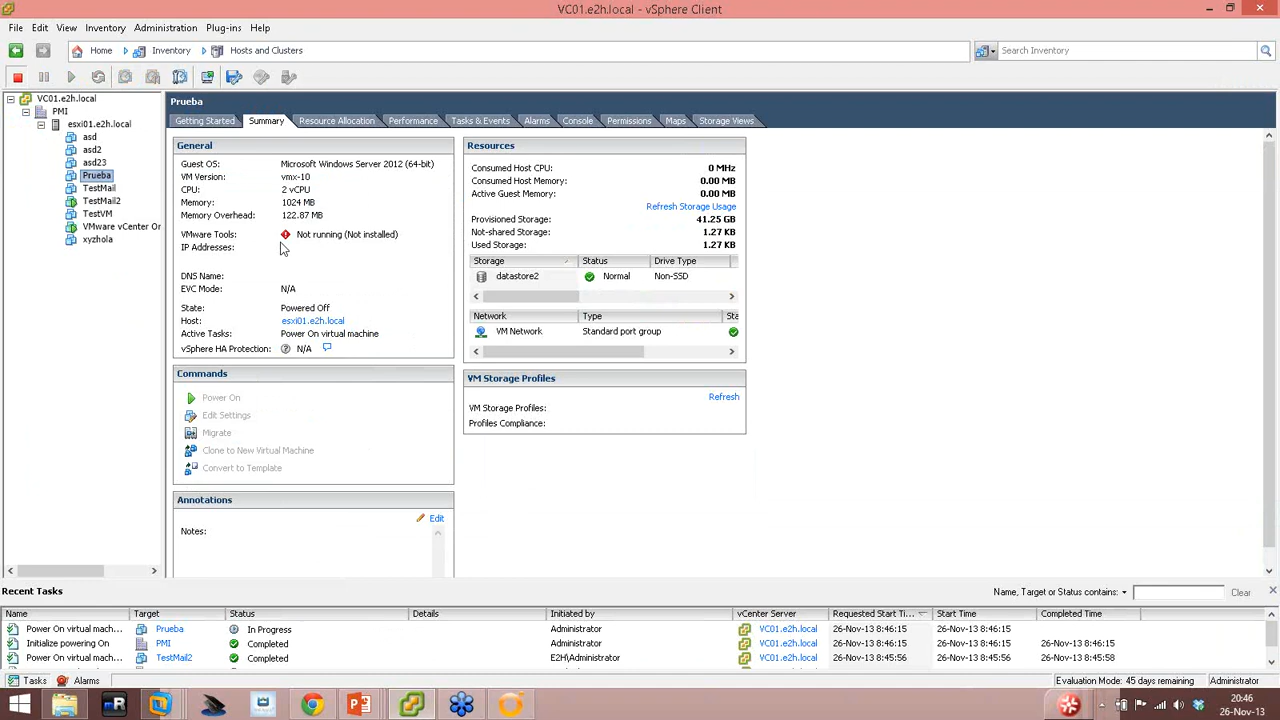 VC01.e2h.local - vSphere Client
File Edit View Inventory Administration Plug-ins Help
Home Inventory Hosts and Clusters Search Inventory
VC01.e2h.local
PMI
esxi01.e2h.local
asd
asd2
asd23
Prueba
TestMail
TestMail2
TestVM
VMware vCenter Or
xyzhola
Prueba
Getting Started Summary Resource Allocation Performance Tasks & Events Alarms Console Permissions Maps Storage Views
General
Guest OS: Microsoft Windows Server 2012 (64-bit)
VM Version: vmx-10
CPU: 2 vCPU
Memory: 1024 MB
Memory Overhead: 122.87 MB
VMware Tools: Not running (Not installed)
IP Addresses:
DNS Name:
EVC Mode: N/A
State: Powered Off
Host: esxi01.e2h.local
Active Tasks: Power On virtual machine
vSphere HA Protection: N/A
Commands
Power On
Edit Settings
Migrate
Clone to New Virtual Machine
Convert to Template
Annotations
Edit
Notes:
Resources
Consumed Host CPU: 0 MHz
Consumed Host Memory: 0.00 MB
Active Guest Memory: 0.00 MB
Refresh Storage Usage
Provisioned Storage: 41.25 GB
Not-shared Storage: 1.27 KB
Used Storage: 1.27 KB
Storage Status Drive Type
datastore2 Normal Non-SSD
Network Type Sta
VM Network Standard port group
VM Storage Profiles
Refresh
VM Storage Profiles:
Profiles Compliance:
Recent Tasks Name, Target or Status contains: Clear
Name Target Status Details Initiated by vCenter Server Requested Start Ti... Start Time Completed Time
Power On virtual mach... Prueba In Progress Administrator VC01.e2h.local 26-Nov-13 8:46:15 26-Nov-13 8:46:15
Initialize powering On PMI Completed Administrator VC01.e2h.local 26-Nov-13 8:46:15 26-Nov-13 8:46:15 26-Nov-13 8:46:15
Power On virtual mach... TestMail2 Completed E2H\Administrator VC01.e2h.local 26-Nov-13 8:45:56 26-Nov-13 8:45:56 26-Nov-13 8:45:58
Tasks Alarms Evaluation Mode: 45 days remaining Administrator
20:46
26-Nov-13